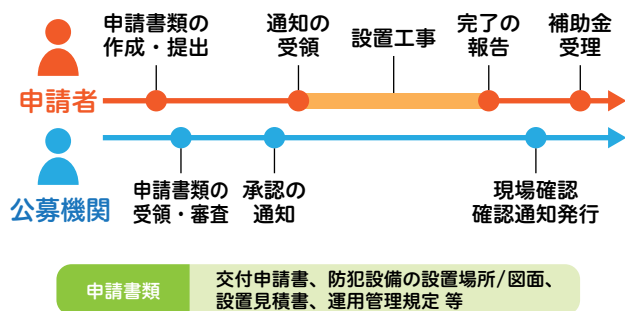 申請書類の
作成・提出
通知の
受領
設置工事
完了の
報告
補助金
受理
申請者
公募機関
申請書類の
受領・審査
承認の
通知
現場確認
確認通知発行
申請書類
交付申請書、防犯設備の設置場所/図面、
設置見積書、運用管理規定 等